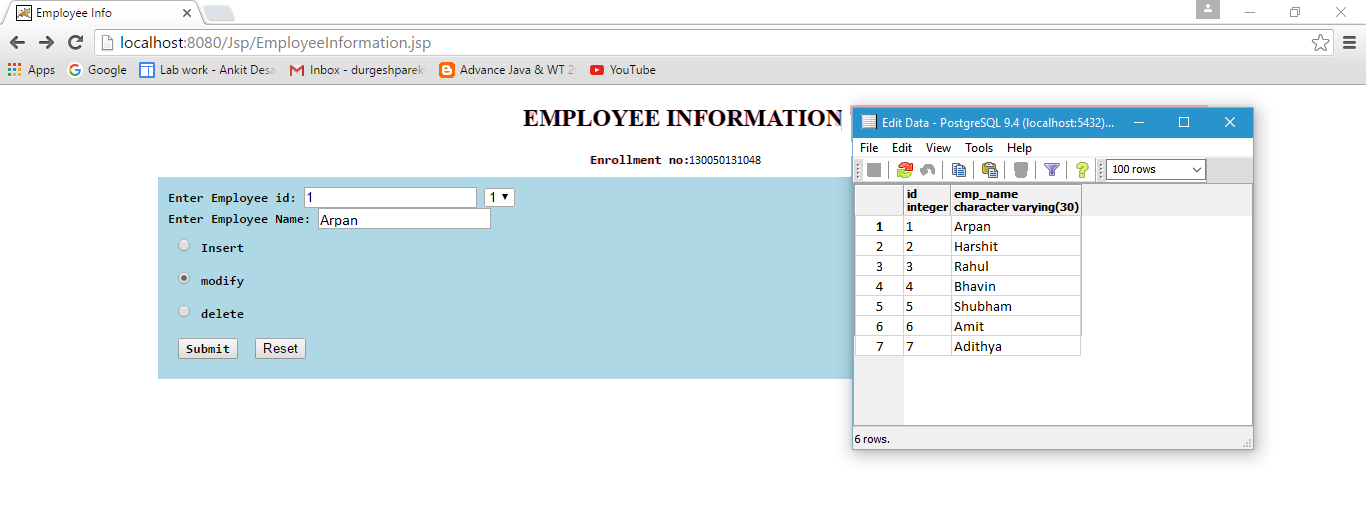 Employee Info
localhost:8080/Jsp/EmployeeInformation.jsp
Apps Google Lab work - Ankit Desa Inbox - durgeshparek Advance Java & WT 2 YouTube
EMPLOYEE INFORMATION
Enrollment no:130050131048
Enter Employee id: 1 1
Enter Employee Name: Arpan
Insert
modify
delete
Submit Reset
Edit Data - PostgreSQL 9.4 (localhost:5432)...
File Edit View Tools Help
100 rows
id emp_name
integer character varying(30)
1 1 Arpan
2 2 Harshit
3 3 Rahul
4 4 Bhavin
5 5 Shubham
6 6 Amit
7 7 Adithya
6 rows.